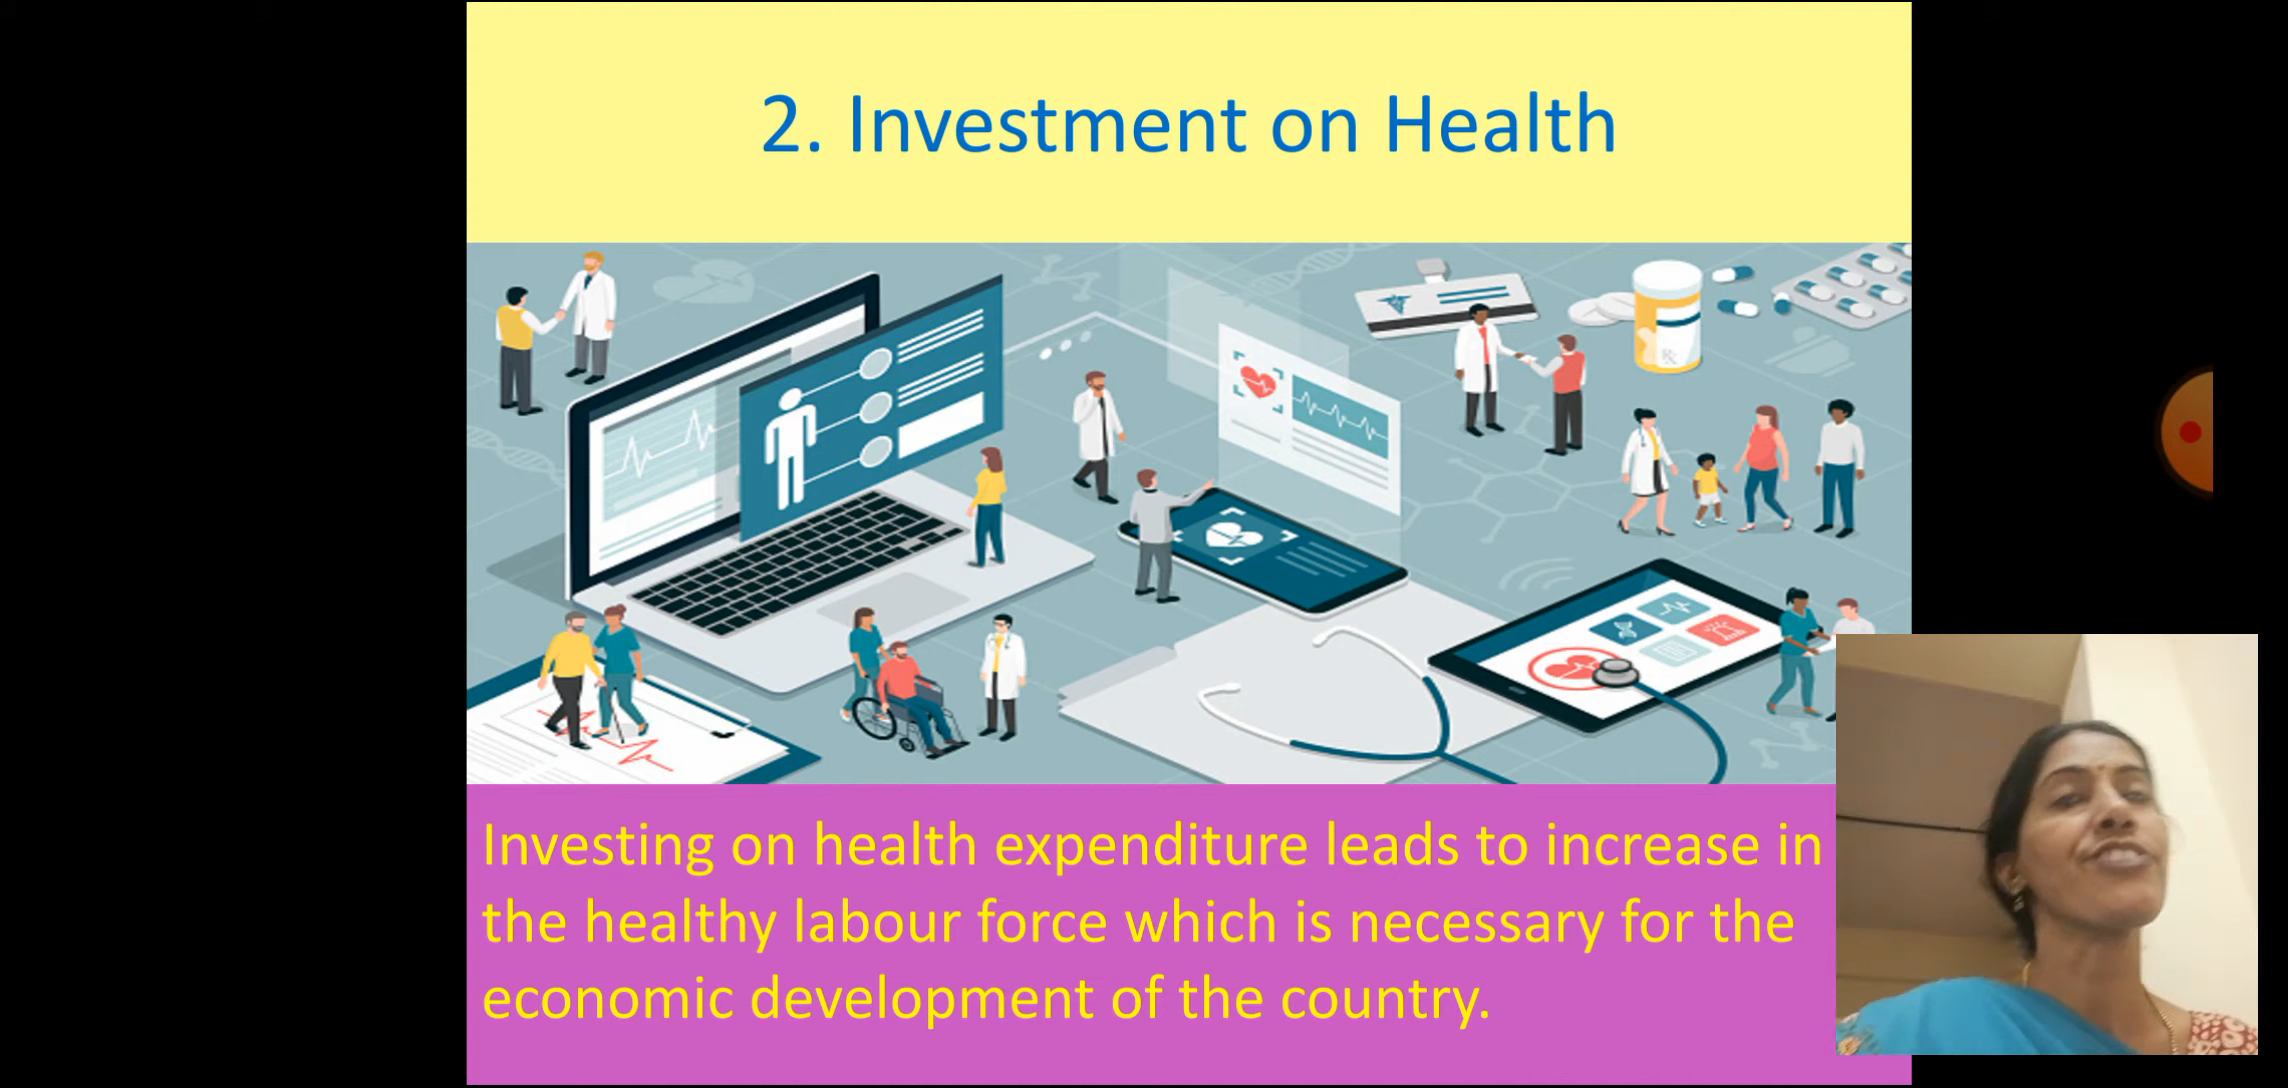 2. Investment on Health
Investing on health expenditure leads to increase in
the healthy labour force which is necessary for the
economic development of the country.